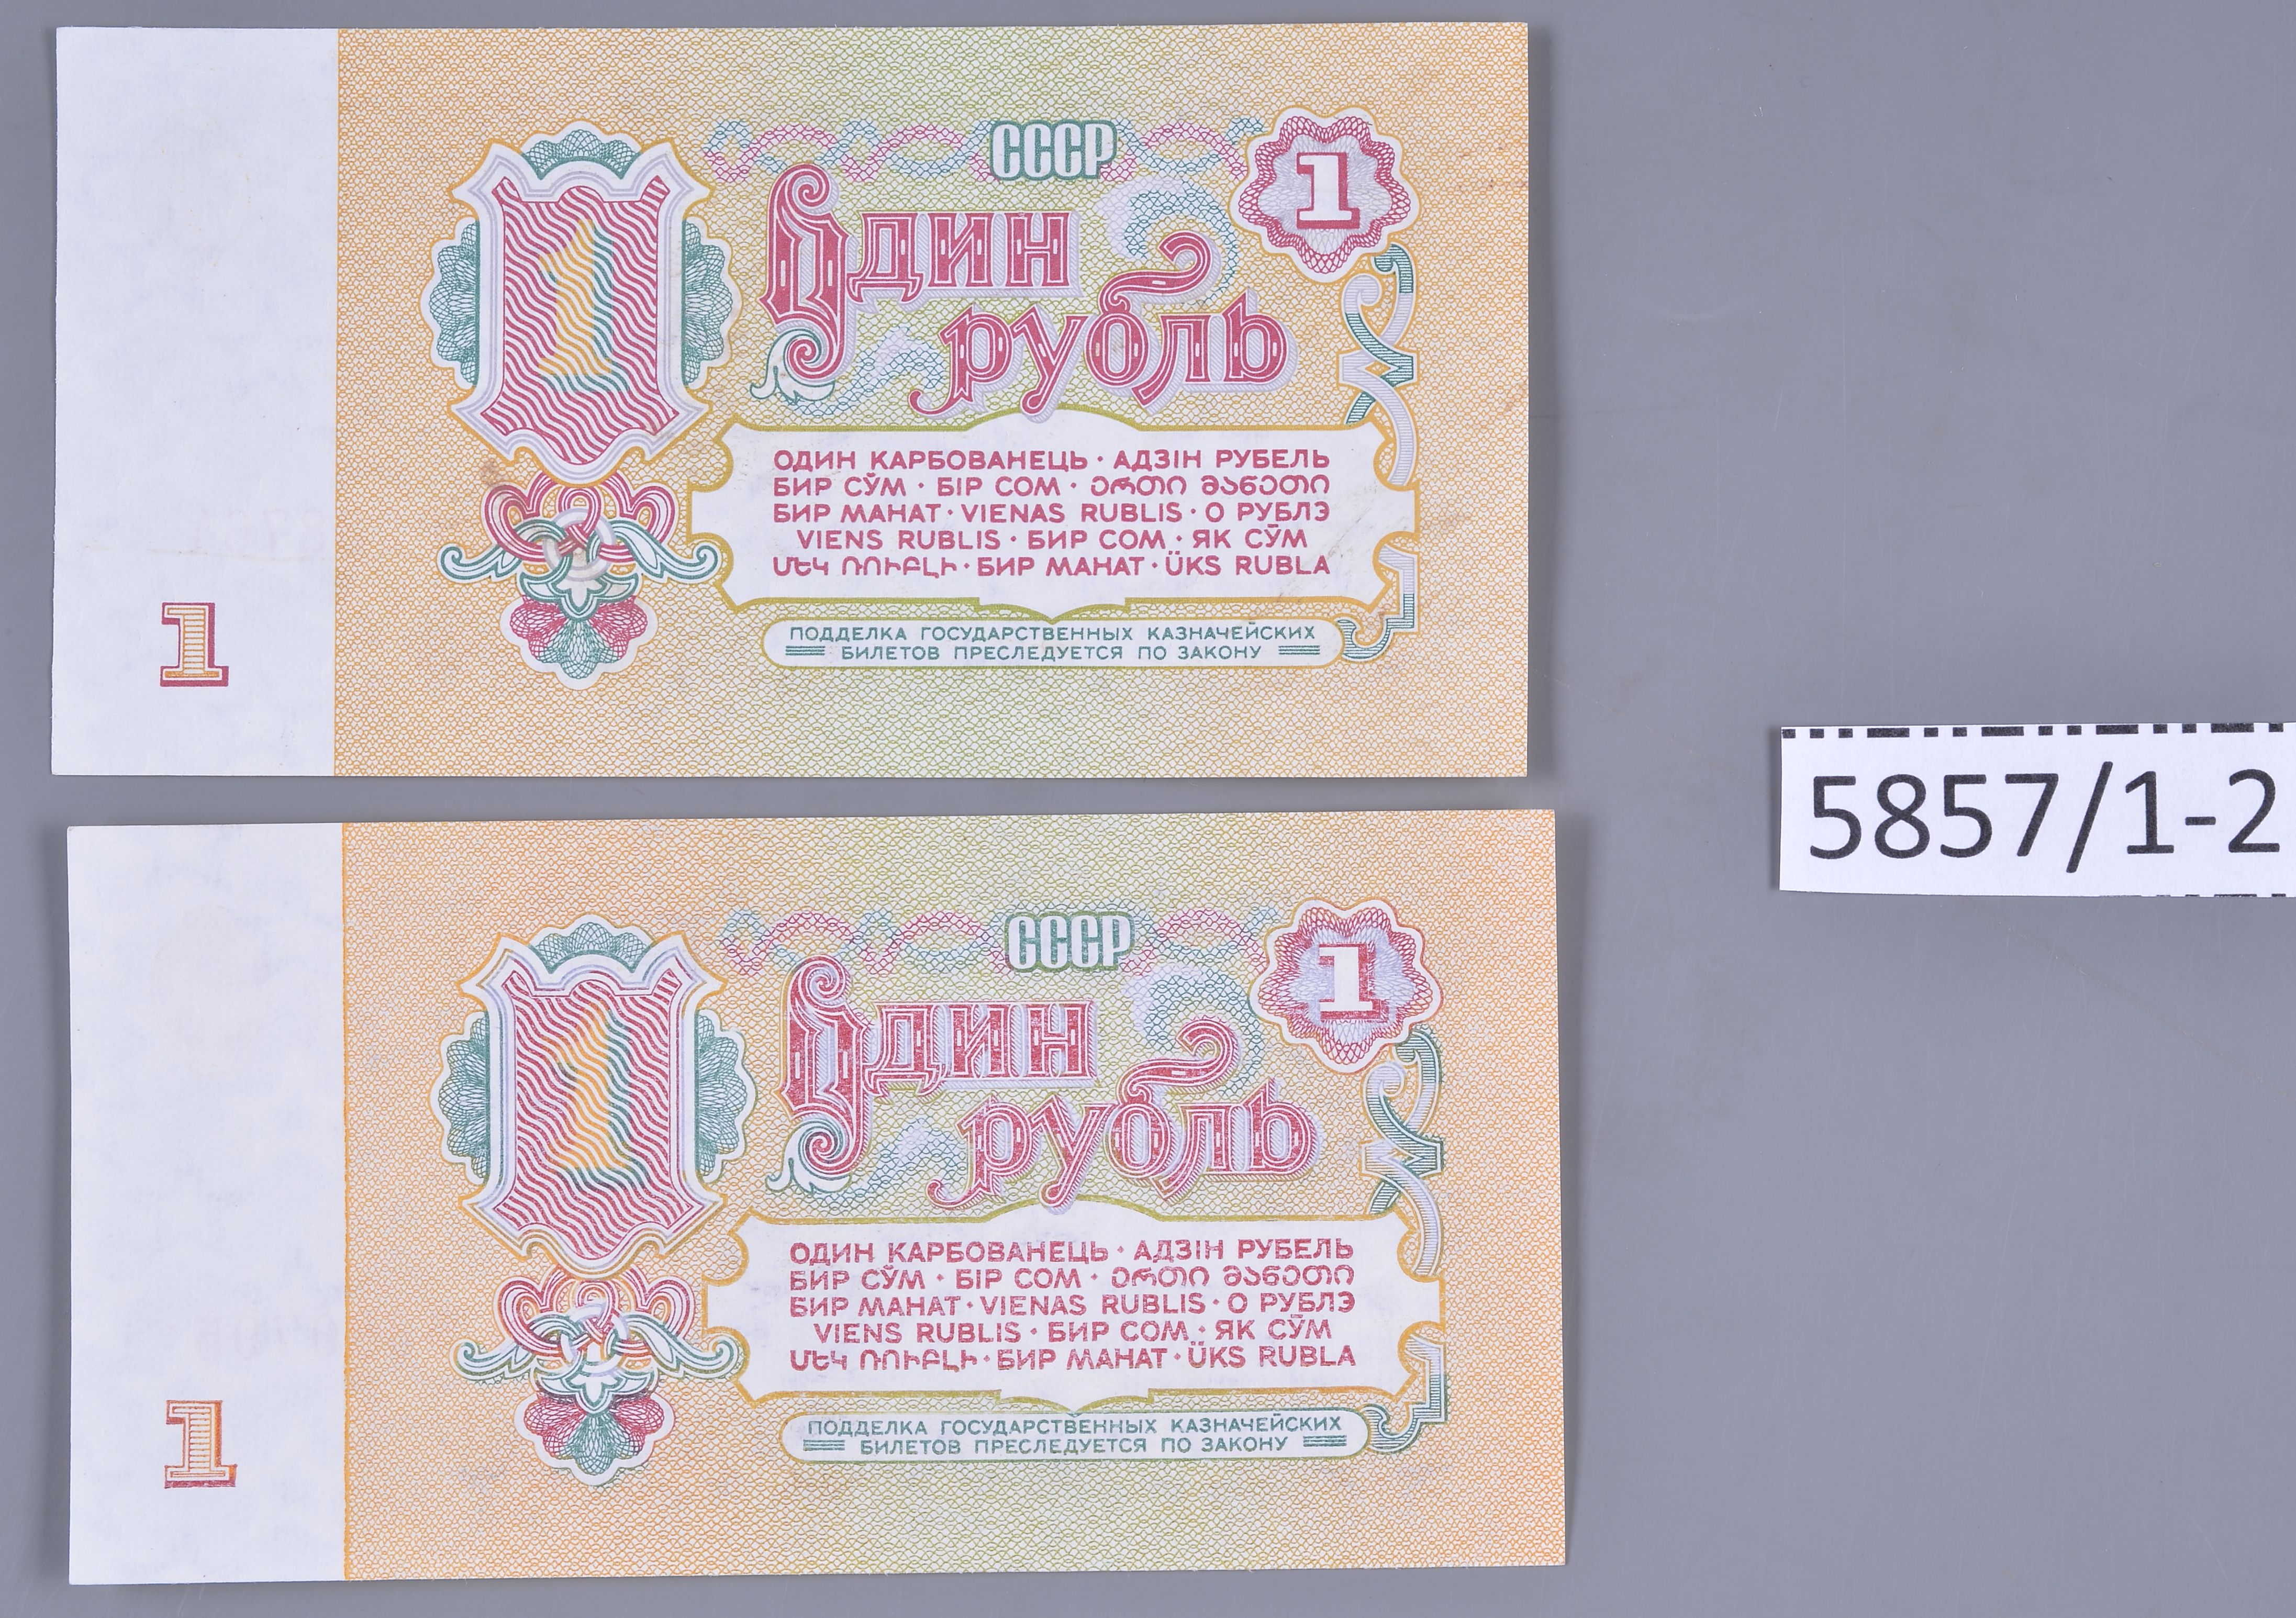 СССР
1
1
Один
рубль
ОДИН КАРБОВАНЕЦЬ · АДЗІН РУБЕЛЬ
БИР СЎМ · БІР СОМ · ᲔᲠᲗᲘ ᲛᲐᲜᲔᲗᲘ
БИР МАНАТ · VIENAS RUBLIS · О РУБЛЭ
VIENS RUBLIS · БИР СОМ · ЯК СӮМ
ՄԵԿ ՌՈՒԲԼԻ · БИР МАНАТ · ÜKS RUBLA
ПОДДЕЛКА ГОСУДАРСТВЕННЫХ КАЗНАЧЕЙСКИХ
БИЛЕТОВ ПРЕСЛЕДУЕТСЯ ПО ЗАКОНУ
1
5857/1-2
СССР
1
1
Один
рубль
ОДИН КАРБОВАНЕЦЬ · АДЗІН РУБЕЛЬ
БИР СЎМ · БІР СОМ · ᲔᲠᲗᲘ ᲛᲐᲜᲔᲗᲘ
БИР МАНАТ · VIENAS RUBLIS · О РУБЛЭ
VIENS RUBLIS · БИР СОМ · ЯК СӮМ
ՄԵԿ ՌՈՒԲԼԻ · БИР МАНАТ · ÜKS RUBLA
ПОДДЕЛКА ГОСУДАРСТВЕННЫХ КАЗНАЧЕЙСКИХ
БИЛЕТОВ ПРЕСЛЕДУЕТСЯ ПО ЗАКОНУ
1